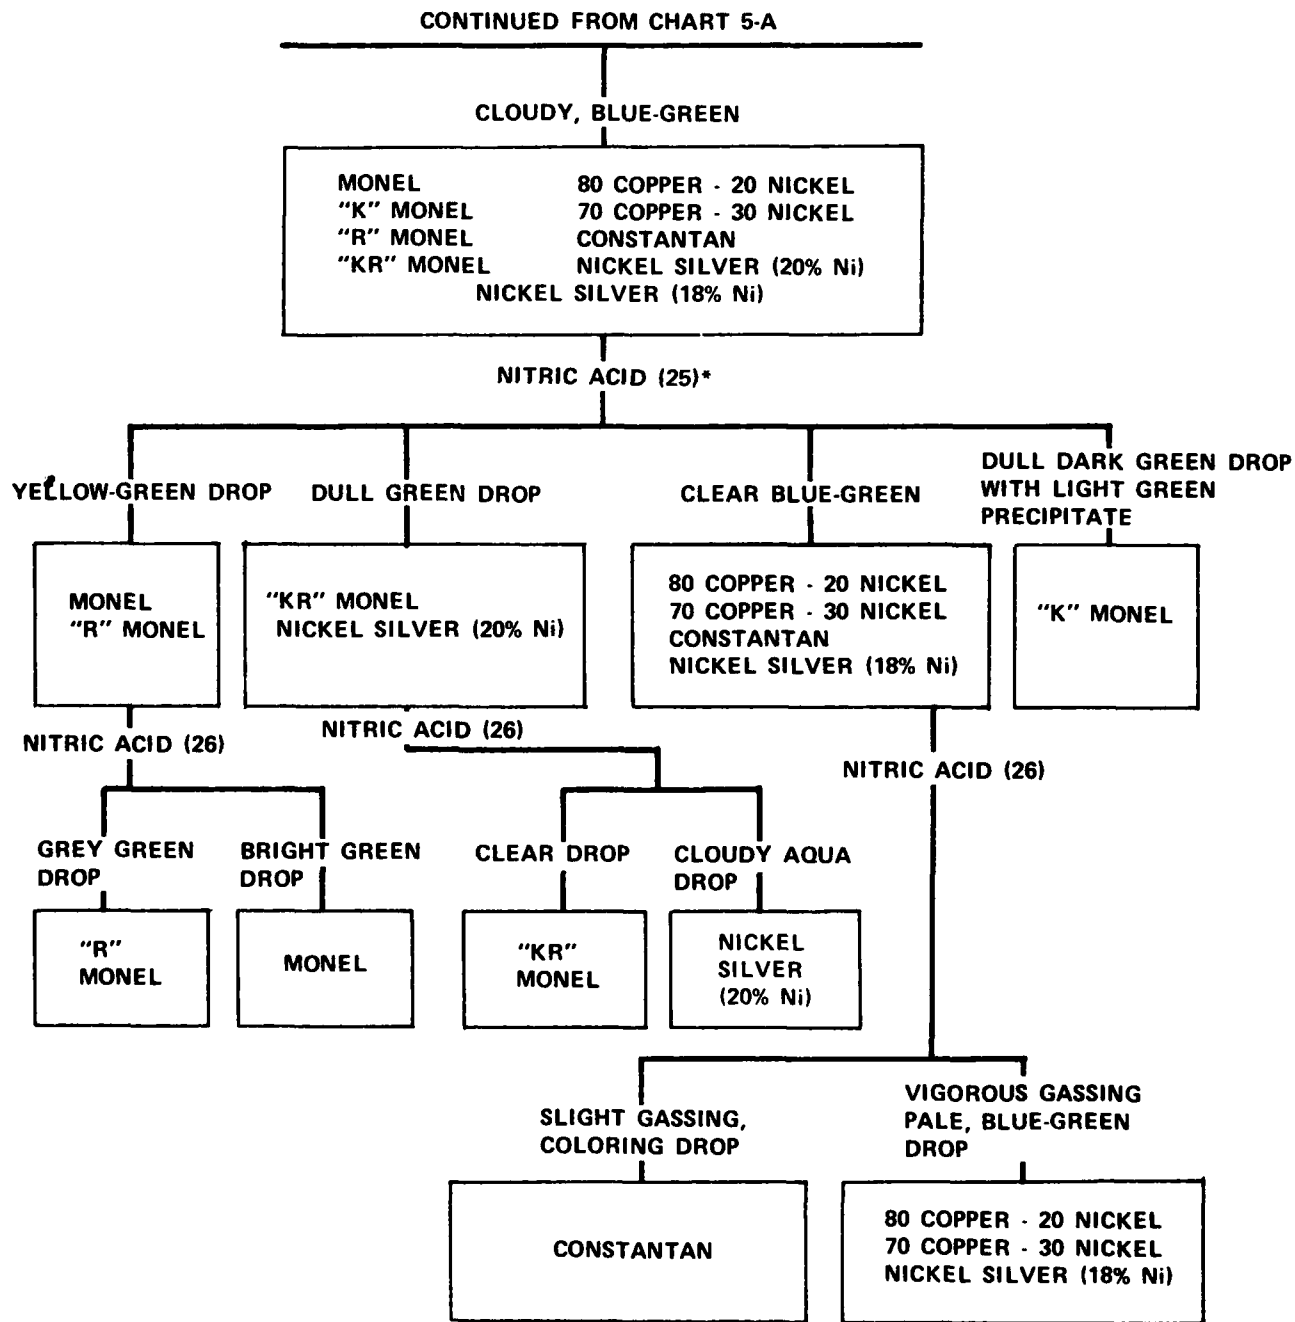 CONTINUED FROM CHART 5-A
CLOUDY, BLUE-GREEN
MONEL 80 COPPER - 20 NICKEL
"K" MONEL 70 COPPER - 30 NICKEL
"R" MONEL CONSTANTAN
"KR" MONEL NICKEL SILVER (20% Ni)
NICKEL SILVER (18% Ni)
NITRIC ACID (25)*
YELLOW-GREEN DROP
DULL GREEN DROP
CLEAR BLUE-GREEN
DULL DARK GREEN DROP
WITH LIGHT GREEN
PRECIPITATE
MONEL
"R" MONEL
"KR" MONEL
NICKEL SILVER (20% Ni)
80 COPPER - 20 NICKEL
70 COPPER - 30 NICKEL
CONSTANTAN
NICKEL SILVER (18% Ni)
"K" MONEL
NITRIC ACID (26)
NITRIC ACID (26)
NITRIC ACID (26)
GREY GREEN
DROP
BRIGHT GREEN
DROP
CLEAR DROP
CLOUDY AQUA
DROP
"R"
MONEL
MONEL
"KR"
MONEL
NICKEL
SILVER
(20% Ni)
SLIGHT GASSING,
COLORING DROP
VIGOROUS GASSING
PALE, BLUE-GREEN
DROP
CONSTANTAN
80 COPPER - 20 NICKEL
70 COPPER - 30 NICKEL
NICKEL SILVER (18% Ni)